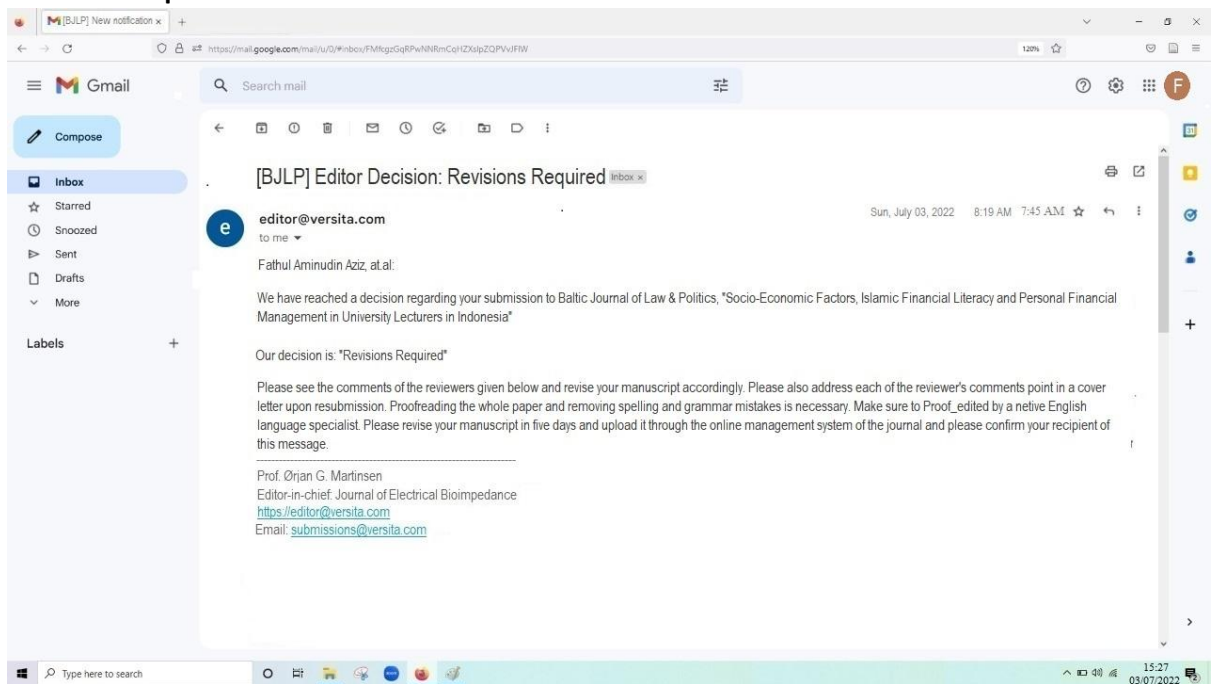 [BJLP] New notification
https://mail.google.com/mail/u/0/#inbox/FMfcgzGqRPwNNRmCqHZXslpZQPVvJFlW
120%
Gmail
Search mail
F
Compose
Inbox
Starred
Snoozed
Sent
Drafts
More
Labels
[BJLP] Editor Decision: Revisions Required Inbox x
e
editor@versita.com
Sun, July 03, 2022 8:19 AM 7:45 AM
to me
Fathul Aminudin Aziz, at.al:
We have reached a decision regarding your submission to Baltic Journal of Law & Politics, "Socio-Economic Factors, Islamic Financial Literacy and Personal Financial
Management in University Lecturers in Indonesia"
Our decision is: "Revisions Required"
Please see the comments of the reviewers given below and revise your manuscript accordingly. Please also address each of the reviewer's comments point in a cover
letter upon resubmission. Proofreading the whole paper and removing spelling and grammar mistakes is necessary. Make sure to Proof_edited by a netive English
language specialist. Please revise your manuscript in five days and upload it through the online management system of the journal and please confirm your recipient of
this message.
Prof. Ørjan G. Martinsen
Editor-in-chief: Journal of Electrical Bioimpedance
https://editor@versita.com
Email: submissions@versita.com
Type here to search
15:27
03/07/2022